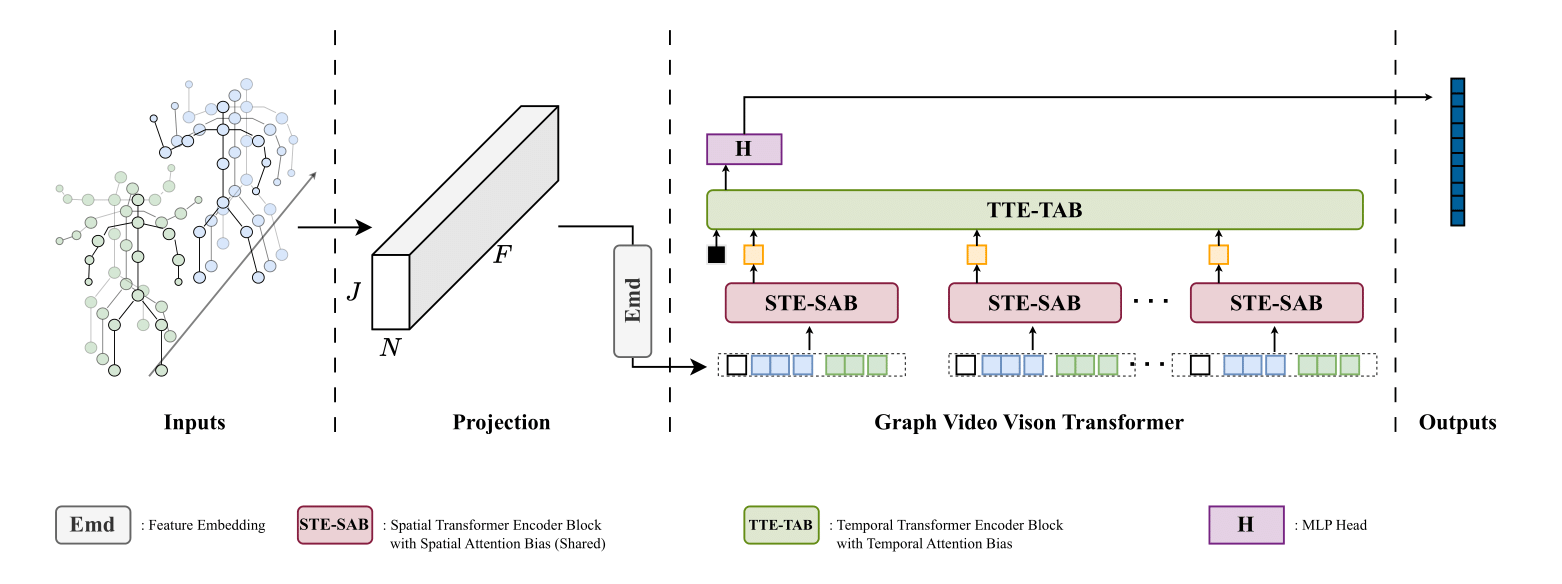 H
TTE-TAB
F
J
Emd
STE-SAB
STE-SAB
. . .
STE-SAB
N
. . .
Inputs
Projection
Graph Video Vison Transformer
Outputs
Emd : Feature Embedding
STE-SAB : Spatial Transformer Encoder Block
with Spatial Attention Bias (Shared)
TTE-TAB : Temporal Transformer Encoder Block
with Temporal Attention Bias
H : MLP Head